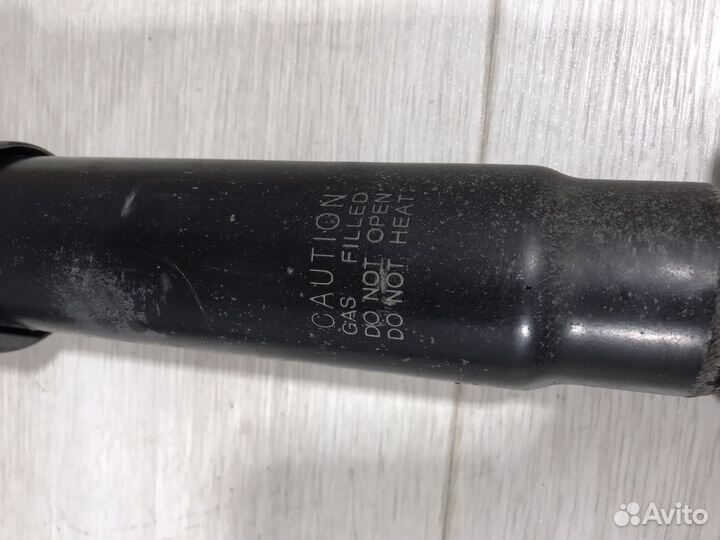 CAUTION
GAS FILLED
DO NOT OPEN
DO NOT HEAT.
Avito